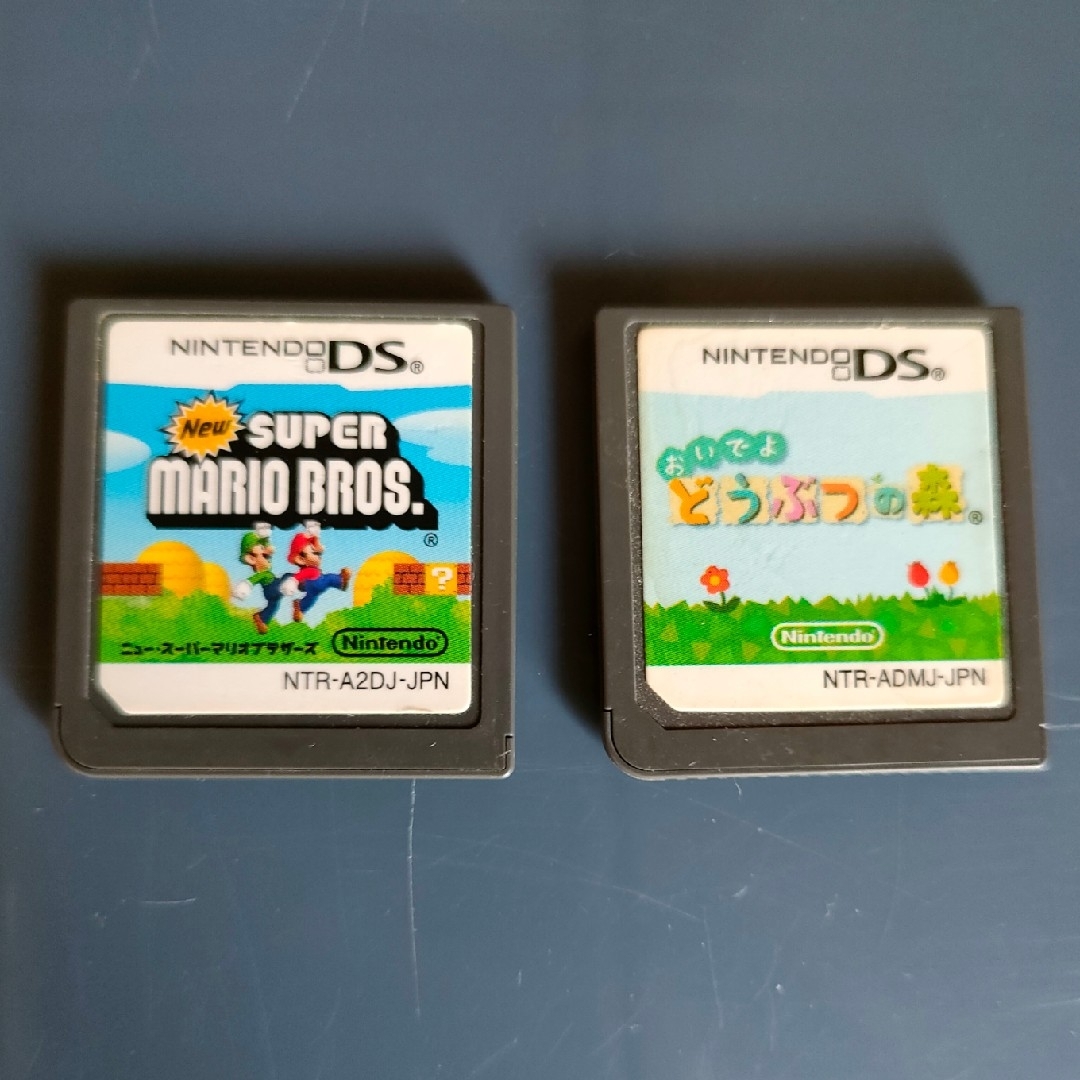 NINTENDO DS®
New SUPER
MARIO BROS.
®
?
ニュー・スーパーマリオブラザーズ
Nintendo
NTR-A2DJ-JPN
NINTENDO DS®
おいでよ
どうぶつの森®
Nintendo
NTR-ADMJ-JPN